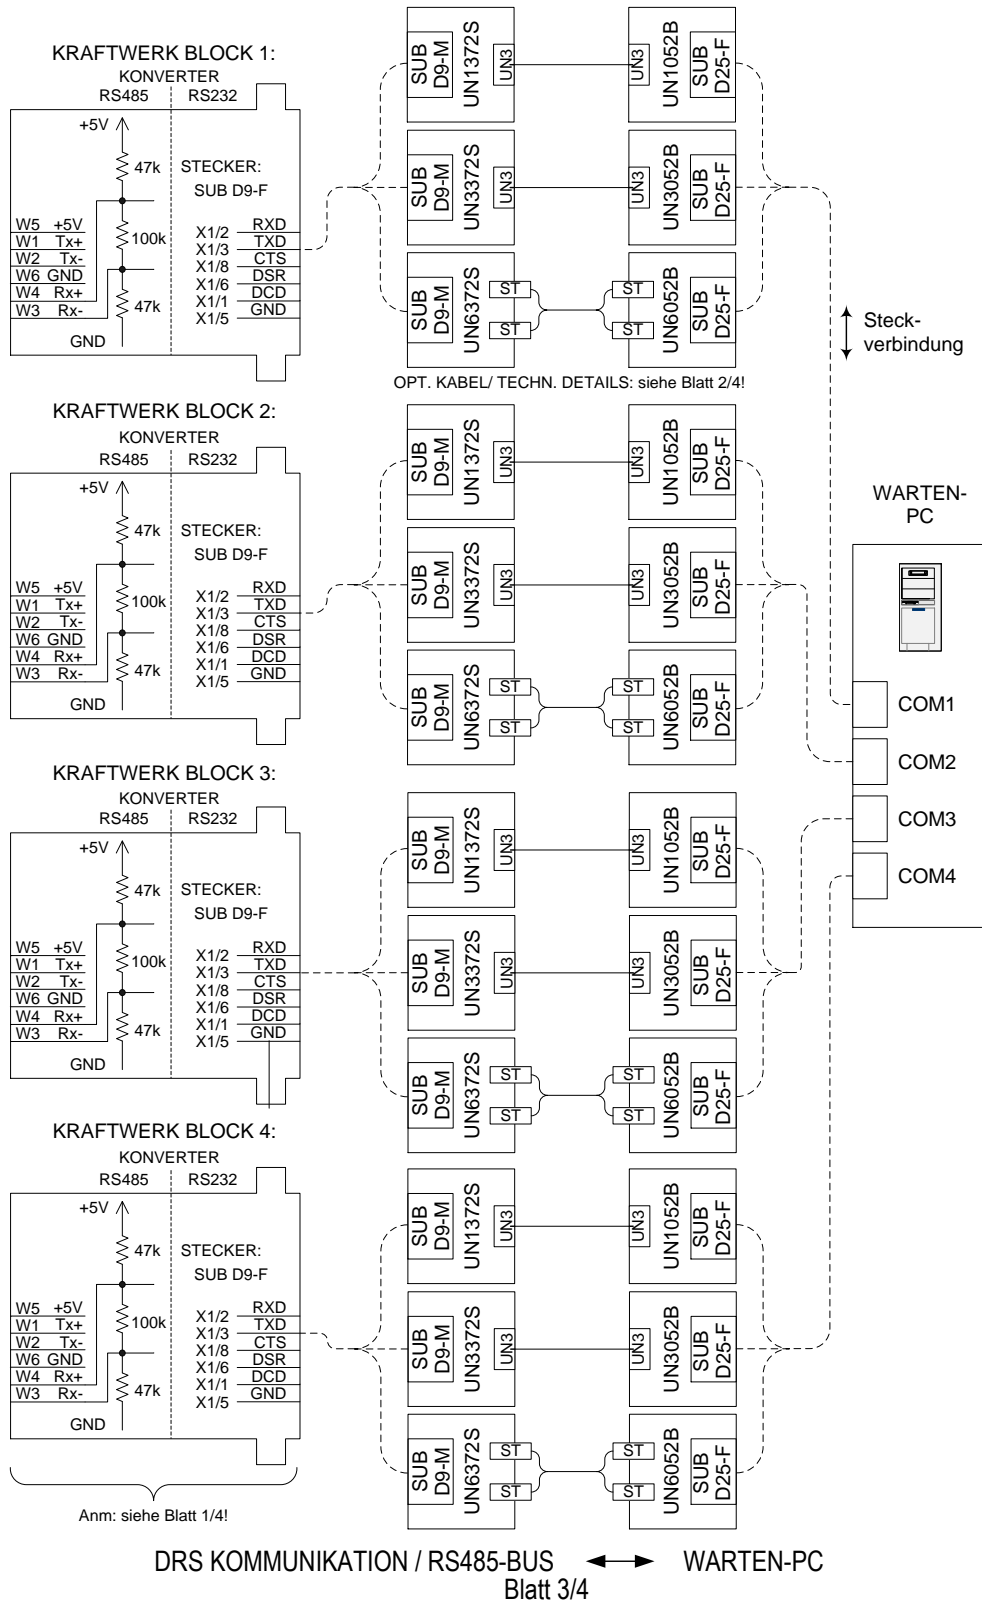 KRAFTWERK BLOCK 1:
KONVERTER
RS485 RS232
+5V
47k
100k
47k
GND
STECKER:
SUB D9-F
W5 +5V
W1 Tx+
W2 Tx-
W6 GND
W4 Rx+
W3 Rx-
X1/2 RXD
X1/3 TXD
X1/8 CTS
X1/6 DSR
X1/1 DCD
X1/5 GND
SUB D9-M UN1372S UN3
UN3 UN1052B SUB D25-F
SUB D9-M UN3372S UN3
UN3 UN3052B SUB D25-F
SUB D9-M UN6372S ST ST
ST ST UN6052B SUB D25-F
OPT. KABEL/ TECHN. DETAILS: siehe Blatt 2/4!
Steck-
verbindung
KRAFTWERK BLOCK 2:
KONVERTER
RS485 RS232
+5V
47k
100k
47k
GND
STECKER:
SUB D9-F
W5 +5V
W1 Tx+
W2 Tx-
W6 GND
W4 Rx+
W3 Rx-
X1/2 RXD
X1/3 TXD
X1/8 CTS
X1/6 DSR
X1/1 DCD
X1/5 GND
SUB D9-M UN1372S UN3
UN3 UN1052B SUB D25-F
SUB D9-M UN3372S UN3
UN3 UN3052B SUB D25-F
SUB D9-M UN6372S ST ST
ST ST UN6052B SUB D25-F
WARTEN-
PC
COM1
COM2
COM3
COM4
KRAFTWERK BLOCK 3:
KONVERTER
RS485 RS232
+5V
47k
100k
47k
GND
STECKER:
SUB D9-F
W5 +5V
W1 Tx+
W2 Tx-
W6 GND
W4 Rx+
W3 Rx-
X1/2 RXD
X1/3 TXD
X1/8 CTS
X1/6 DSR
X1/1 DCD
X1/5 GND
SUB D9-M UN1372S UN3
UN3 UN1052B SUB D25-F
SUB D9-M UN3372S UN3
UN3 UN3052B SUB D25-F
SUB D9-M UN6372S ST ST
ST ST UN6052B SUB D25-F
KRAFTWERK BLOCK 4:
KONVERTER
RS485 RS232
+5V
47k
100k
47k
GND
STECKER:
SUB D9-F
W5 +5V
W1 Tx+
W2 Tx-
W6 GND
W4 Rx+
W3 Rx-
X1/2 RXD
X1/3 TXD
X1/8 CTS
X1/6 DSR
X1/1 DCD
X1/5 GND
SUB D9-M UN1372S UN3
UN3 UN1052B SUB D25-F
SUB D9-M UN3372S UN3
UN3 UN3052B SUB D25-F
SUB D9-M UN6372S ST ST
ST ST UN6052B SUB D25-F
Anm: siehe Blatt 1/4!
DRS KOMMUNIKATION / RS485-BUS WARTEN-PC
Blatt 3/4